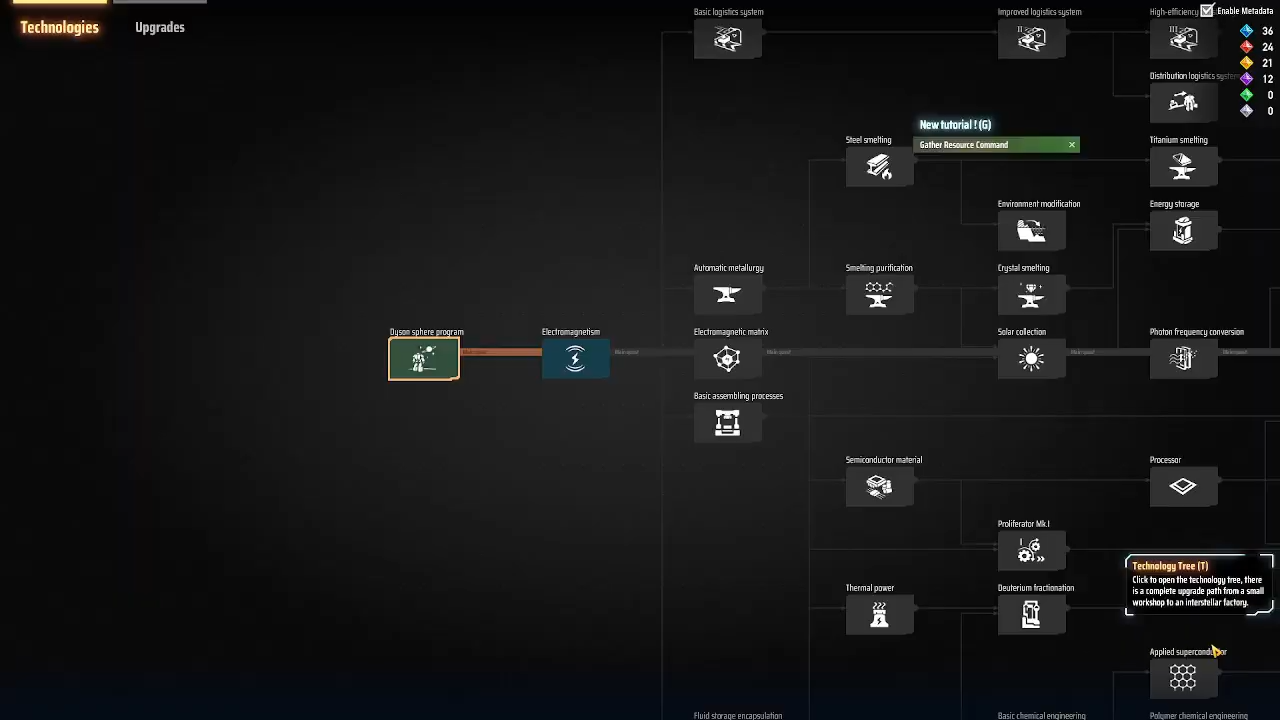 Technologies
Upgrades
Basic logistics system
Improved logistics system
High-efficiency
Enable Metadata
36
24
21
12
0
0
Distribution logistics system
New tutorial ! (G)
Gather Resource Command
Steel smelting
Titanium smelting
Environment modification
Energy storage
Automatic metallurgy
Smelting purification
Crystal smelting
Dyson sphere program
Electromagnetism
Electromagnetic matrix
Solar collection
Photon frequency conversion
Basic assembling processes
Semiconductor material
Processor
Proliferator Mk.I
Technology Tree (T)
Click to open the technology tree, there
is a complete upgrade path from a small
workshop to an interstellar factory.
Thermal power
Deuterium fractionation
Applied superconductor
Fluid storage encapsulation
Basic chemical engineering
Polymer chemical engineering